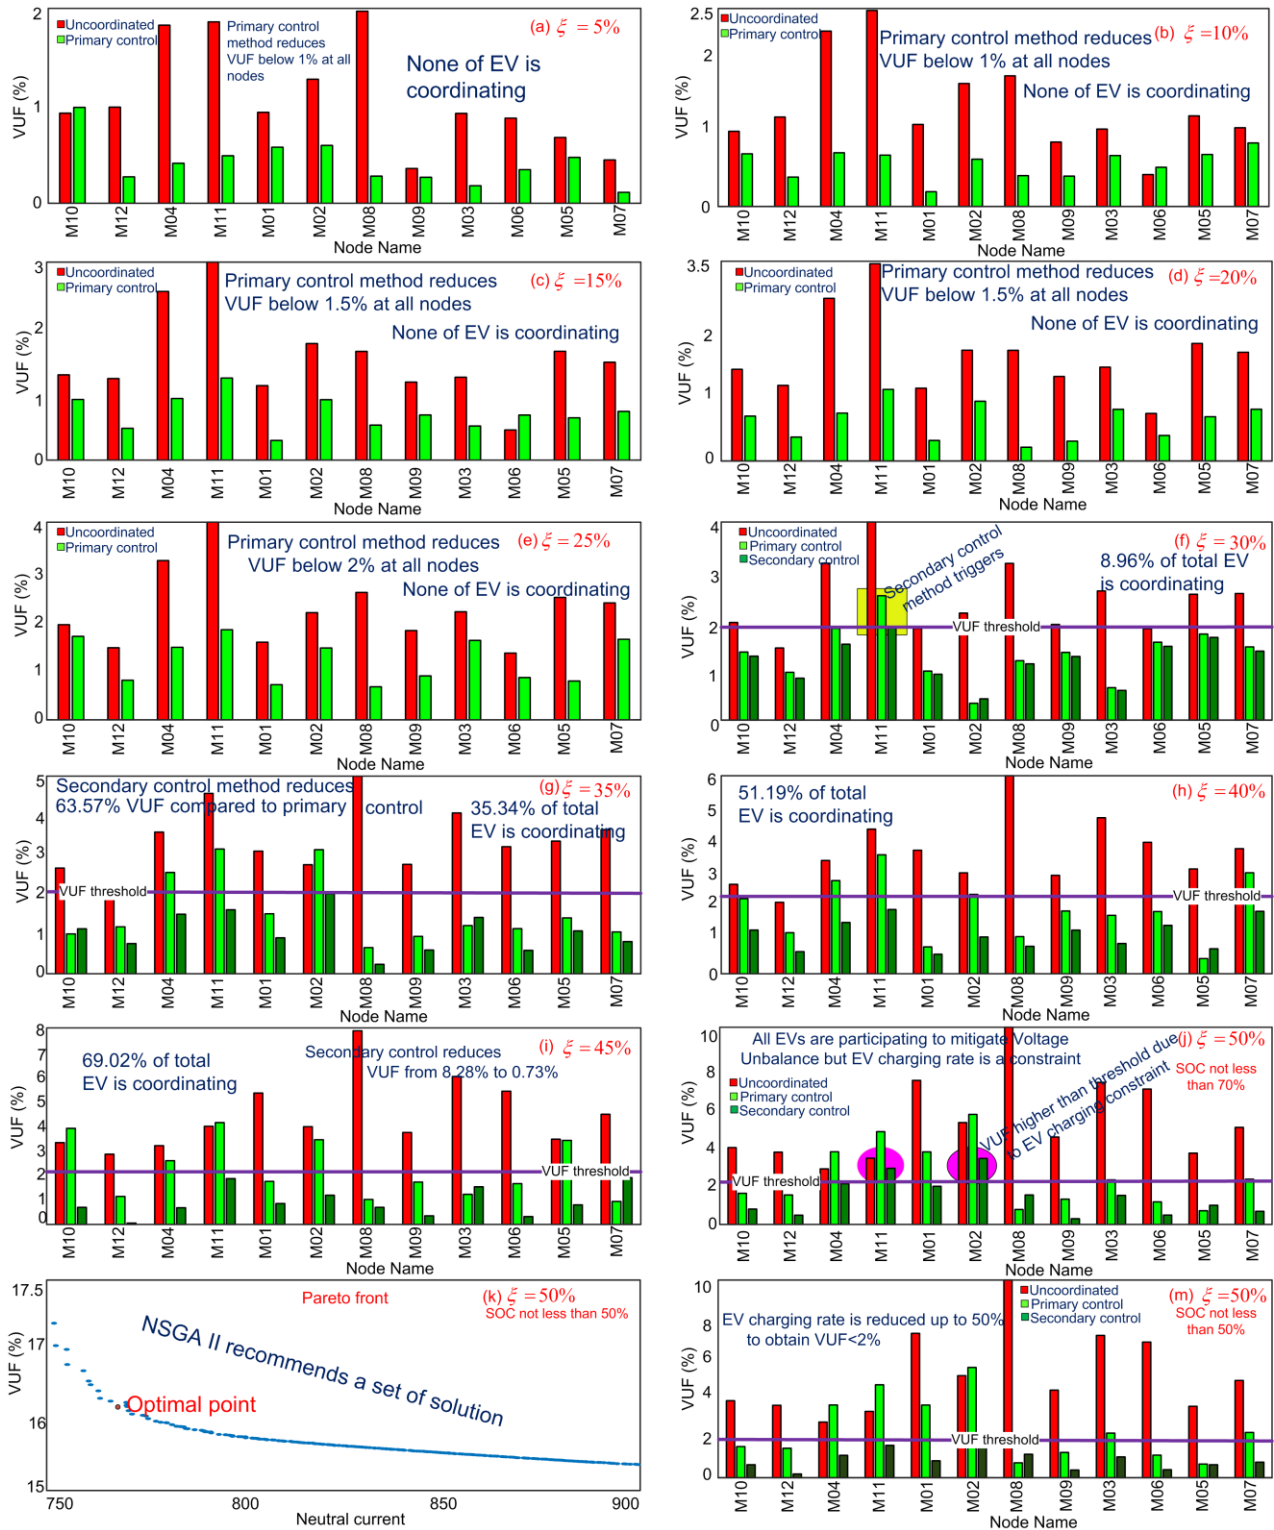 2
1
0
VUF (%)
Uncoordinated
Primary control
Primary control
method reduces
VUF below 1% at all
nodes
(a) ξ = 5%
None of EV is
coordinating
M10 M12 M04 M11 M01 M02 M08 M09 M03 M06 M05 M07
Node Name
2.5
2
1
0
VUF (%)
Uncoordinated
Primary control
Primary control method reduces
VUF below 1% at all nodes
(b) ξ =10%
None of EV is coordinating
M10 M12 M04 M11 M01 M02 M08 M09 M03 M06 M05 M07
Node Name
3
2
1
0
VUF (%)
Uncoordinated
Primary control
Primary control method reduces
VUF below 1.5% at all nodes
(c) ξ =15%
None of EV is coordinating
M10 M12 M04 M11 M01 M02 M08 M09 M03 M06 M05 M07
Node Name
3.5
2
1
0
VUF (%)
Uncoordinated
Primary control
Primary control method reduces
VUF below 1.5% at all nodes
(d) ξ =20%
None of EV is coordinating
M10 M12 M04 M11 M01 M02 M08 M09 M03 M06 M05 M07
Node Name
4
3
2
1
0
VUF (%)
Uncoordinated
Primary control
Primary control method reduces
VUF below 2% at all nodes
(e) ξ = 25%
None of EV is coordinating
M10 M12 M04 M11 M01 M02 M08 M09 M03 M06 M05 M07
Node Name
4
3
2
1
0
VUF (%)
Uncoordinated
Primary control
Secondary control
Secondary control
method triggers
(f) ξ = 30%
8.96% of total EV
is coordinating
VUF threshold
M10 M12 M04 M11 M01 M02 M08 M09 M03 M06 M05 M07
Node Name
5
4
3
2
1
0
VUF (%)
Secondary control method reduces
63.57% VUF compared to primary control
(g) ξ = 35%
35.34% of total
EV is coordinating
VUF threshold
M10 M12 M04 M11 M01 M02 M08 M09 M03 M06 M05 M07
Node Name
6
5
4
3
2
1
0
VUF (%)
51.19% of total
EV is coordinating
(h) ξ = 40%
VUF threshold
M10 M12 M04 M11 M01 M02 M08 M09 M03 M06 M05 M07
Node Name
8
7
6
5
4
3
2
1
0
VUF (%)
69.02% of total
EV is coordinating
Secondary control reduces
VUF from 8.28% to 0.73%
(i) ξ = 45%
VUF threshold
M10 M12 M04 M11 M01 M02 M08 M09 M03 M06 M05 M07
Node Name
10
8
6
4
2
0
VUF (%)
All EVs are participating to mitigate Voltage
Unbalance but EV charging rate is a constraint
(j) ξ = 50%
SOC not less
than 70%
Uncoordinated
Primary control
Secondary control
VUF higher than threshold due
to EV charging constraint
VUF threshold
M10 M12 M04 M11 M01 M02 M08 M09 M03 M06 M05 M07
Node Name
17.5
17
16
15
VUF (%)
Pareto front
(k) ξ = 50%
SOC not less than 50%
NSGA II recommends a set of solution
Optimal point
750 800 850 900
Neutral current
10
8
6
4
2
0
VUF (%)
EV charging rate is reduced up to 50%
to obtain VUF<2%
Uncoordinated
Primary control
Secondary control
(m) ξ = 50%
SOC not less
than 50%
VUF threshold
M10 M12 M04 M11 M01 M02 M08 M09 M03 M06 M05 M07
Node Name